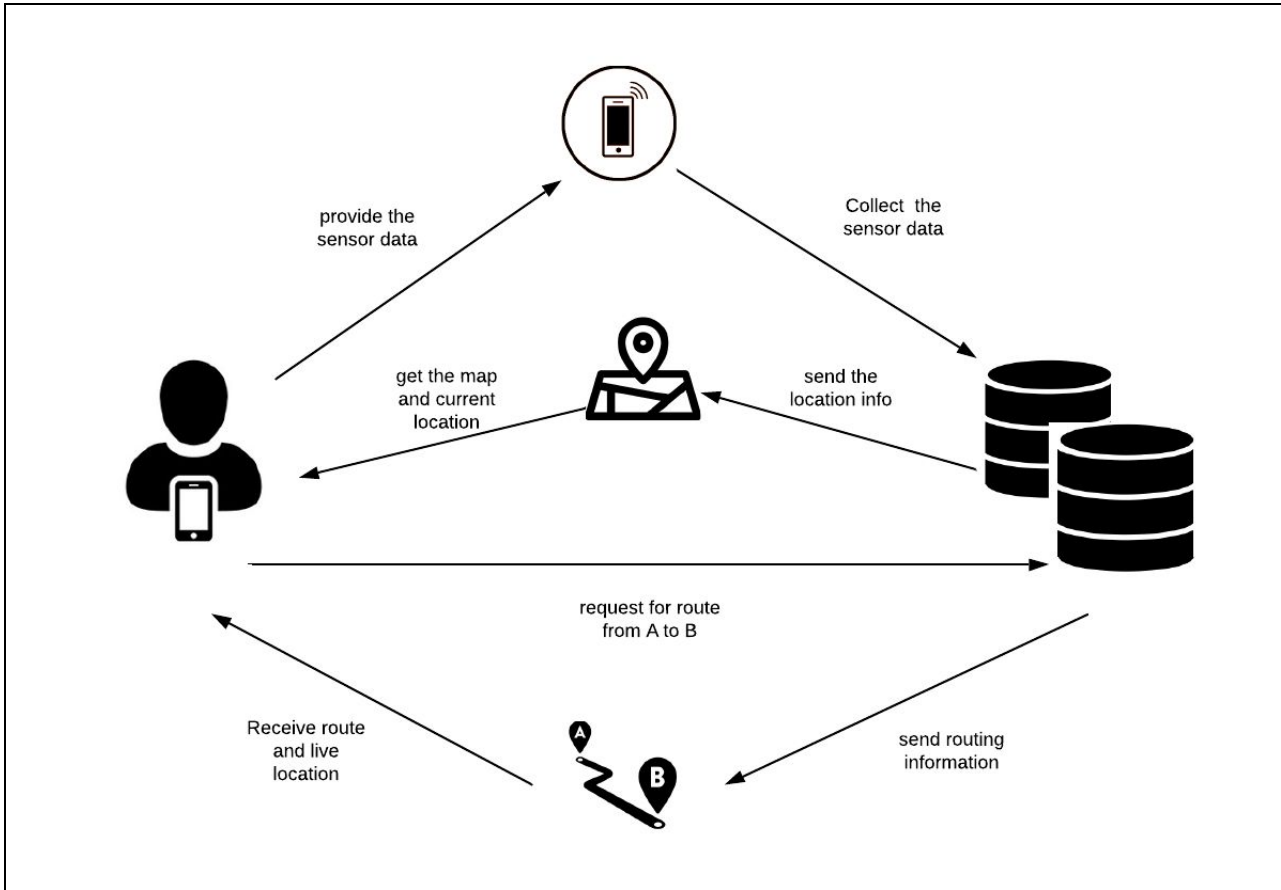 provide the
sensor data
Collect the
sensor data
get the map
and current
location
send the
location info
request for route
from A to B
Receive route
and live
location
A
B
send routing
information